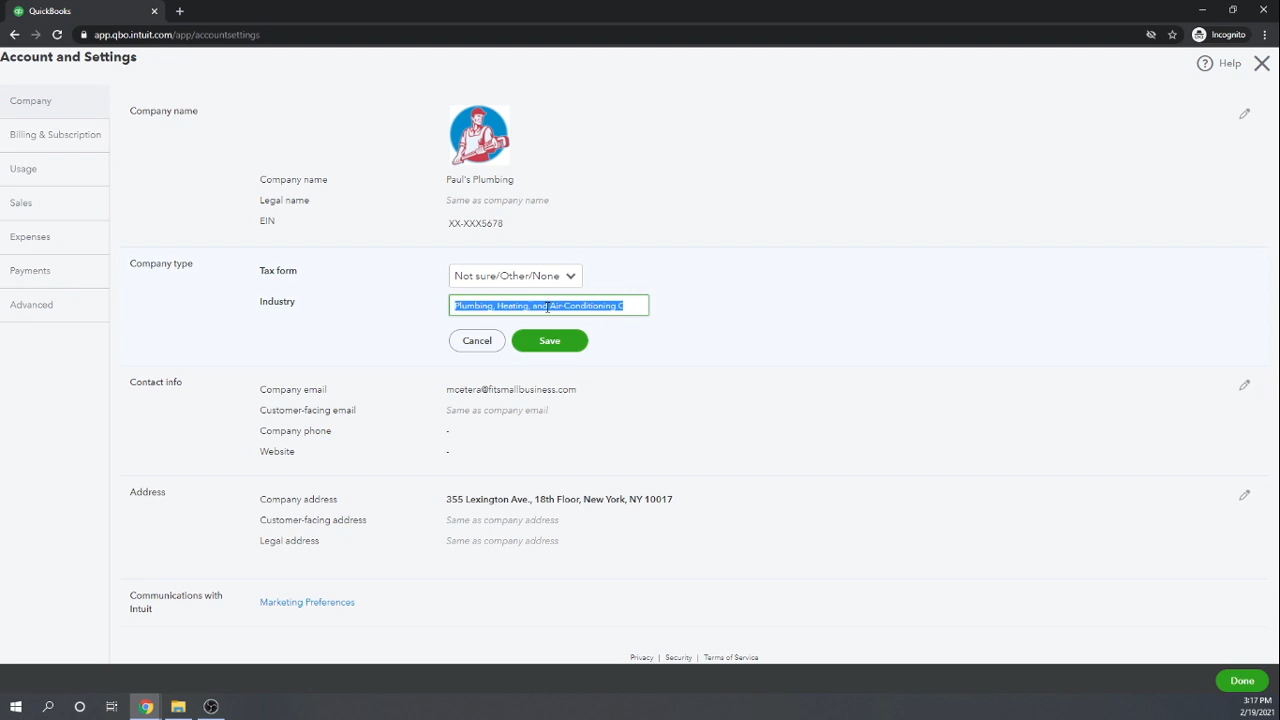 QuickBooks
app.qbo.intuit.com/app/accountsettings
Incognito
Account and Settings
Help
Company
Billing & Subscription
Usage
Sales
Expenses
Payments
Advanced
Company name
Company name Paul's Plumbing
Legal name Same as company name
EIN XX-XXX5678
Company type
Tax form Not sure/Other/None
Industry Plumbing, Heating, and Air-Conditioning C
Cancel Save
Contact info
Company email mcetera@fitsmallbusiness.com
Customer-facing email Same as company email
Company phone -
Website -
Address
Company address 355 Lexington Ave., 18th Floor, New York, NY 10017
Customer-facing address Same as company address
Legal address Same as company address
Communications with
Intuit
Marketing Preferences
Privacy | Security | Terms of Service
Done
3:17 PM
2/19/2021